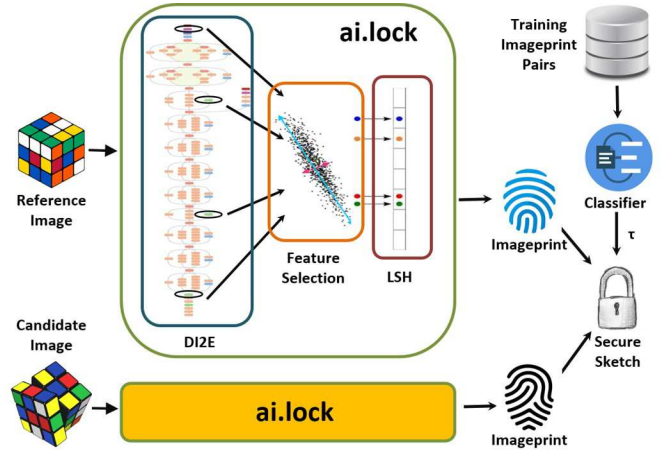 ai.lock
Training
Imageprint
Pairs
Reference
Image
Feature
Selection
LSH
DI2E
Imageprint
Classifier
τ
Candidate
Image
ai.lock
Secure
Sketch
Imageprint